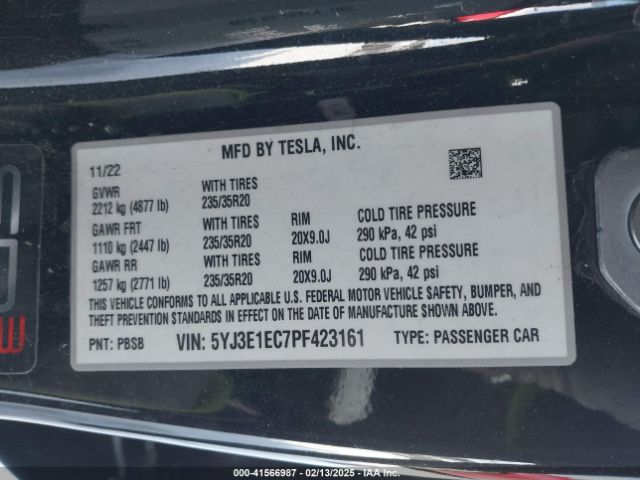 MFD BY TESLA, INC.
11/22
GVWR WITH TIRES
2212 kg (4877 lb) 235/35R20
GAWR FRT WITH TIRES RIM COLD TIRE PRESSURE
1110 kg (2447 lb) 235/35R20 20X9.0J 290 kPa, 42 psi
GAWR RR WITH TIRES RIM COLD TIRE PRESSURE
1257 kg (2771 lb) 235/35R20 20X9.0J 290 kPa, 42 psi
THIS VEHICLE CONFORMS TO ALL APPLICABLE U.S. FEDERAL MOTOR VEHICLE SAFETY, BUMPER, AND
THEFT PREVENTION STANDARDS IN EFFECT ON THE DATE OF MANUFACTURE SHOWN ABOVE.
PNT: PBSB VIN: 5YJ3E1EC7PF423161 TYPE: PASSENGER CAR
000-41566987 - 02/13/2025 - IAA Inc.